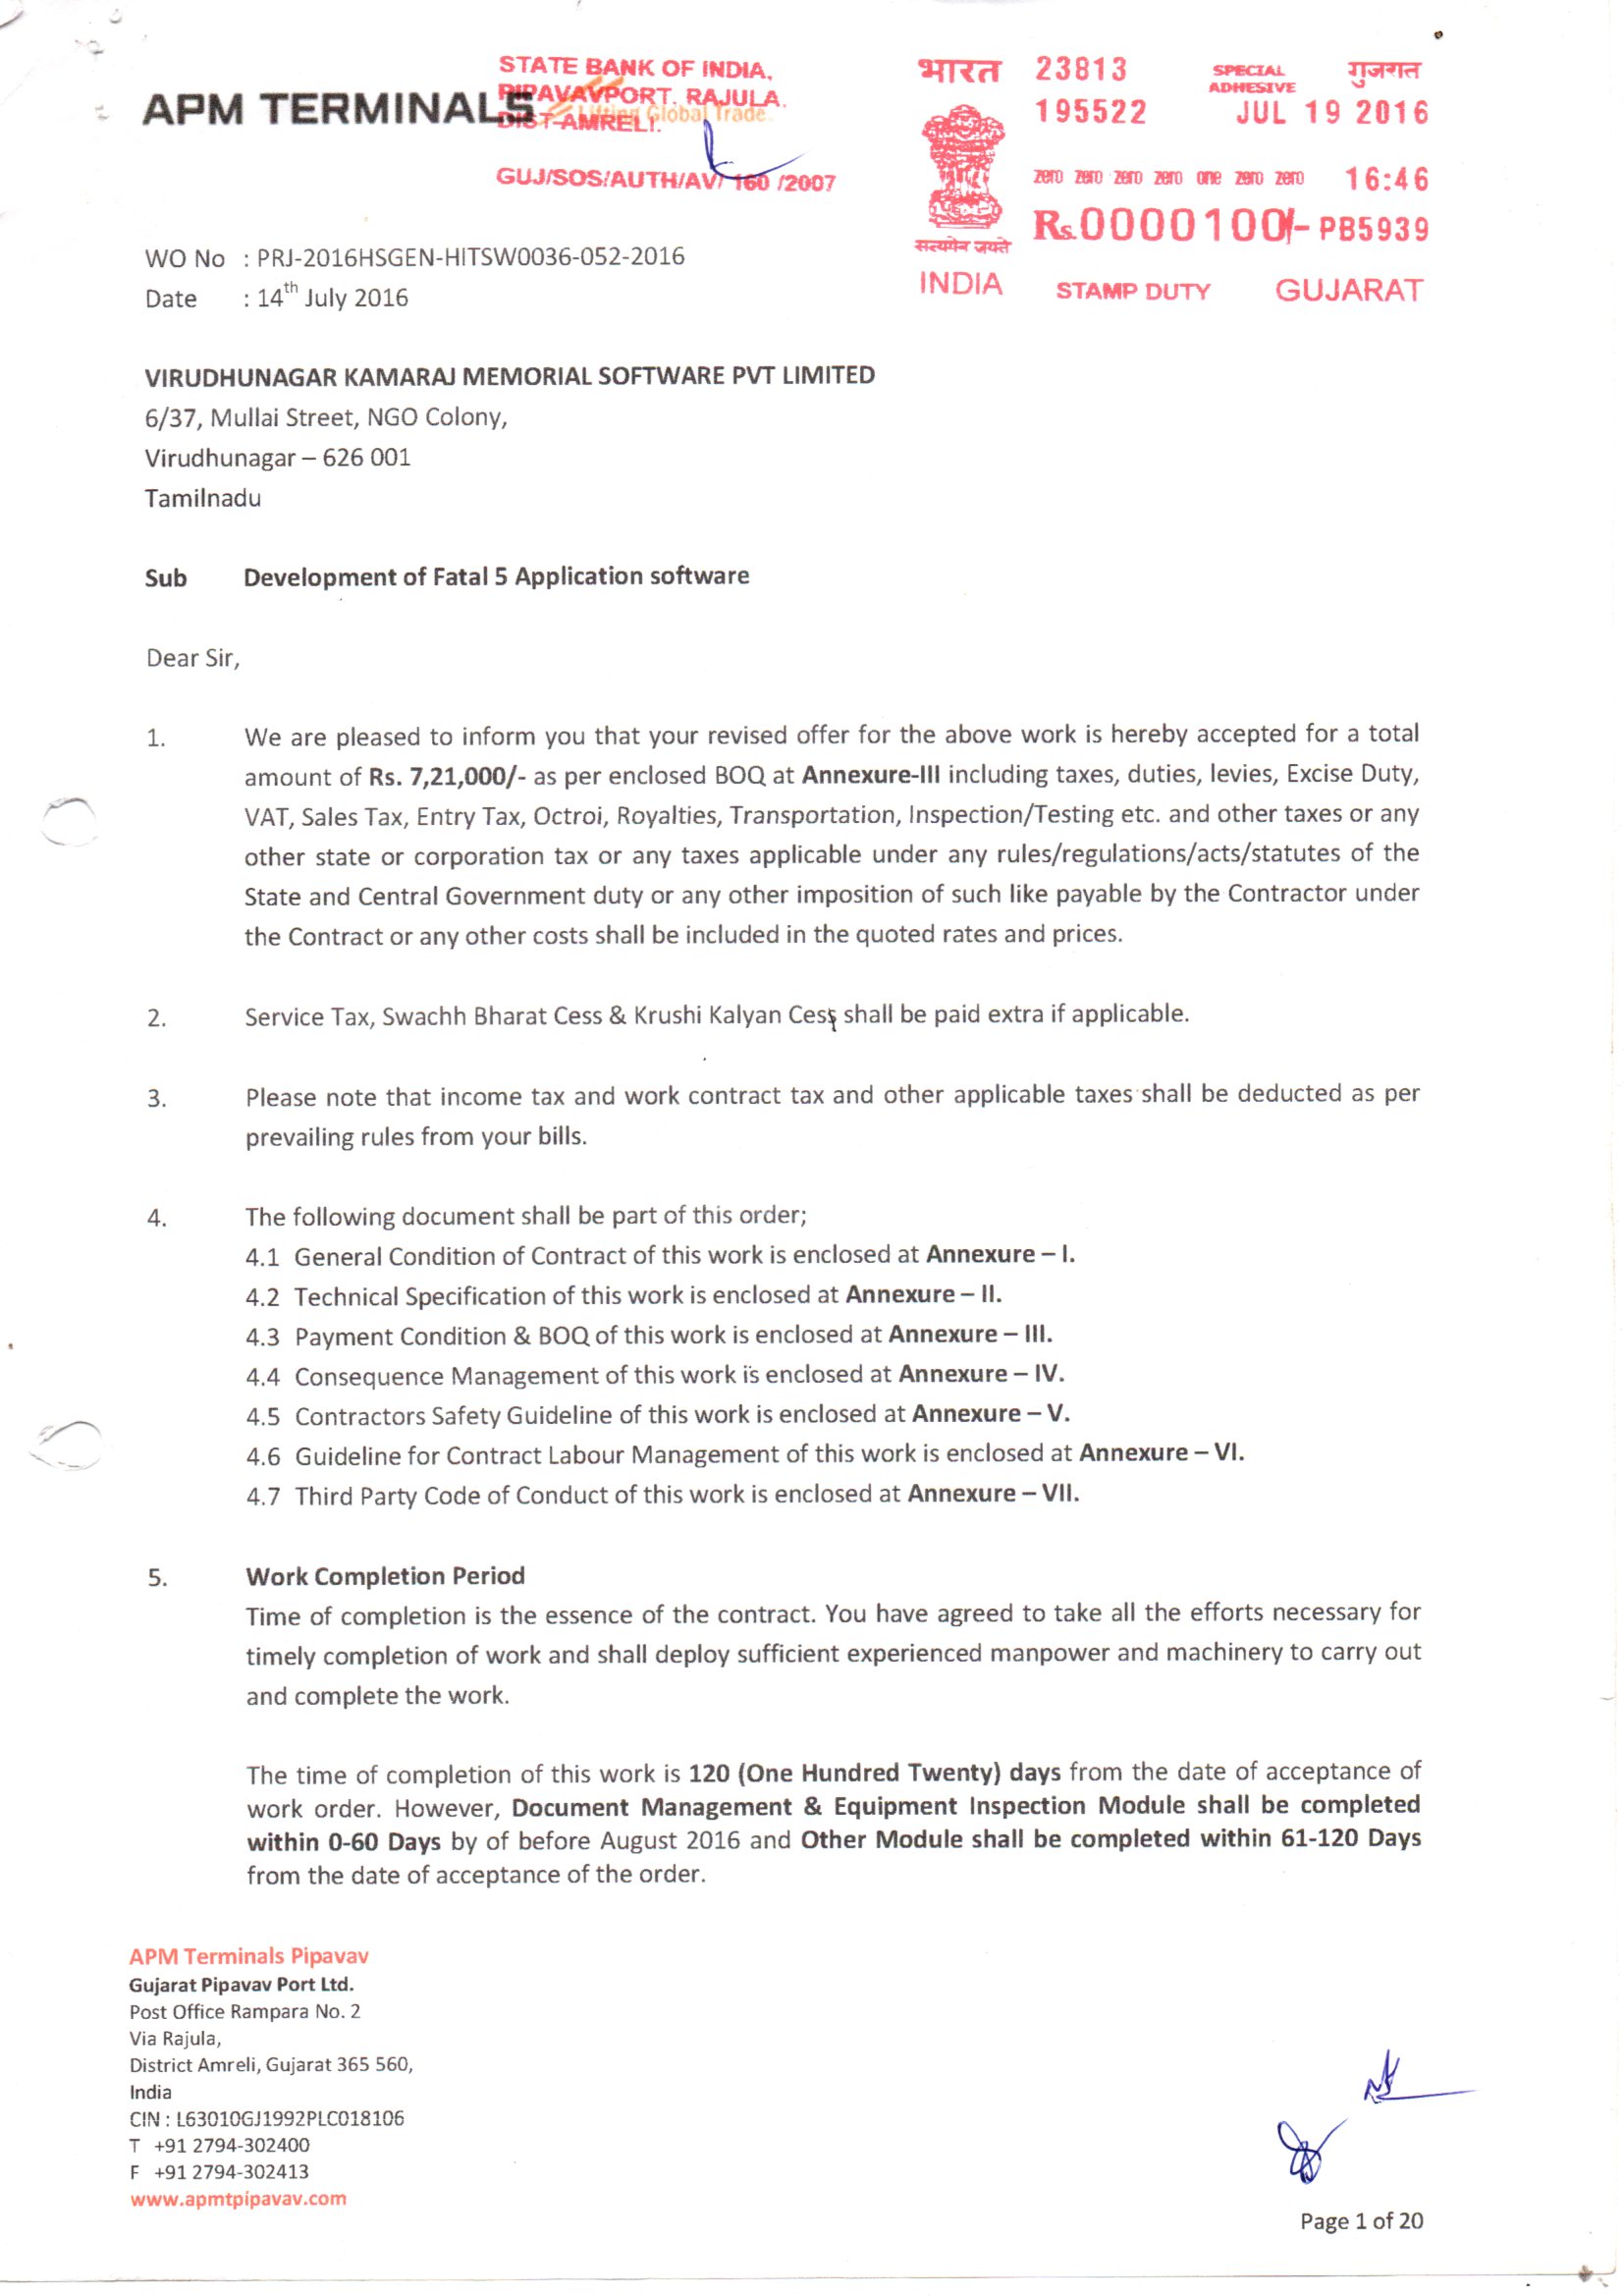 APM TERMINALS
Lifting Global Trade
STATE BANK OF INDIA,
PIPAVAVPORT. RAJULA.
DIST-AMRELI.
GUJ/SOS/AUTH/AV/ 160 /2007
भारत 23813 SPECIAL ADHESIVE गुजरात
195522 JUL 19 2016
zero zero zero zero one zero zero 16:46
Rs.0000100/- PB5939
सत्यमेव जयते
INDIA STAMP DUTY GUJARAT
WO No : PRJ-2016HSGEN-HITSW0036-052-2016
Date : 14th July 2016
VIRUDHUNAGAR KAMARAJ MEMORIAL SOFTWARE PVT LIMITED
6/37, Mullai Street, NGO Colony,
Virudhunagar – 626 001
Tamilnadu
Sub Development of Fatal 5 Application software
Dear Sir,
1. We are pleased to inform you that your revised offer for the above work is hereby accepted for a total
amount of Rs. 7,21,000/- as per enclosed BOQ at Annexure-III including taxes, duties, levies, Excise Duty,
VAT, Sales Tax, Entry Tax, Octroi, Royalties, Transportation, Inspection/Testing etc. and other taxes or any
other state or corporation tax or any taxes applicable under any rules/regulations/acts/statutes of the
State and Central Government duty or any other imposition of such like payable by the Contractor under
the Contract or any other costs shall be included in the quoted rates and prices.
2. Service Tax, Swachh Bharat Cess & Krushi Kalyan Cess shall be paid extra if applicable.
3. Please note that income tax and work contract tax and other applicable taxes shall be deducted as per
prevailing rules from your bills.
4. The following document shall be part of this order;
4.1 General Condition of Contract of this work is enclosed at Annexure – I.
4.2 Technical Specification of this work is enclosed at Annexure – II.
4.3 Payment Condition & BOQ of this work is enclosed at Annexure – III.
4.4 Consequence Management of this work is enclosed at Annexure – IV.
4.5 Contractors Safety Guideline of this work is enclosed at Annexure – V.
4.6 Guideline for Contract Labour Management of this work is enclosed at Annexure – VI.
4.7 Third Party Code of Conduct of this work is enclosed at Annexure – VII.
5. Work Completion Period
Time of completion is the essence of the contract. You have agreed to take all the efforts necessary for
timely completion of work and shall deploy sufficient experienced manpower and machinery to carry out
and complete the work.
The time of completion of this work is 120 (One Hundred Twenty) days from the date of acceptance of
work order. However, Document Management & Equipment Inspection Module shall be completed
within 0-60 Days by of before August 2016 and Other Module shall be completed within 61-120 Days
from the date of acceptance of the order.
APM Terminals Pipavav
Gujarat Pipavav Port Ltd.
Post Office Rampara No. 2
Via Rajula,
District Amreli, Gujarat 365 560,
India
CIN : L63010GJ1992PLC018106
T +91 2794-302400
F +91 2794-302413
www.apmtpipavav.com
Page 1 of 20